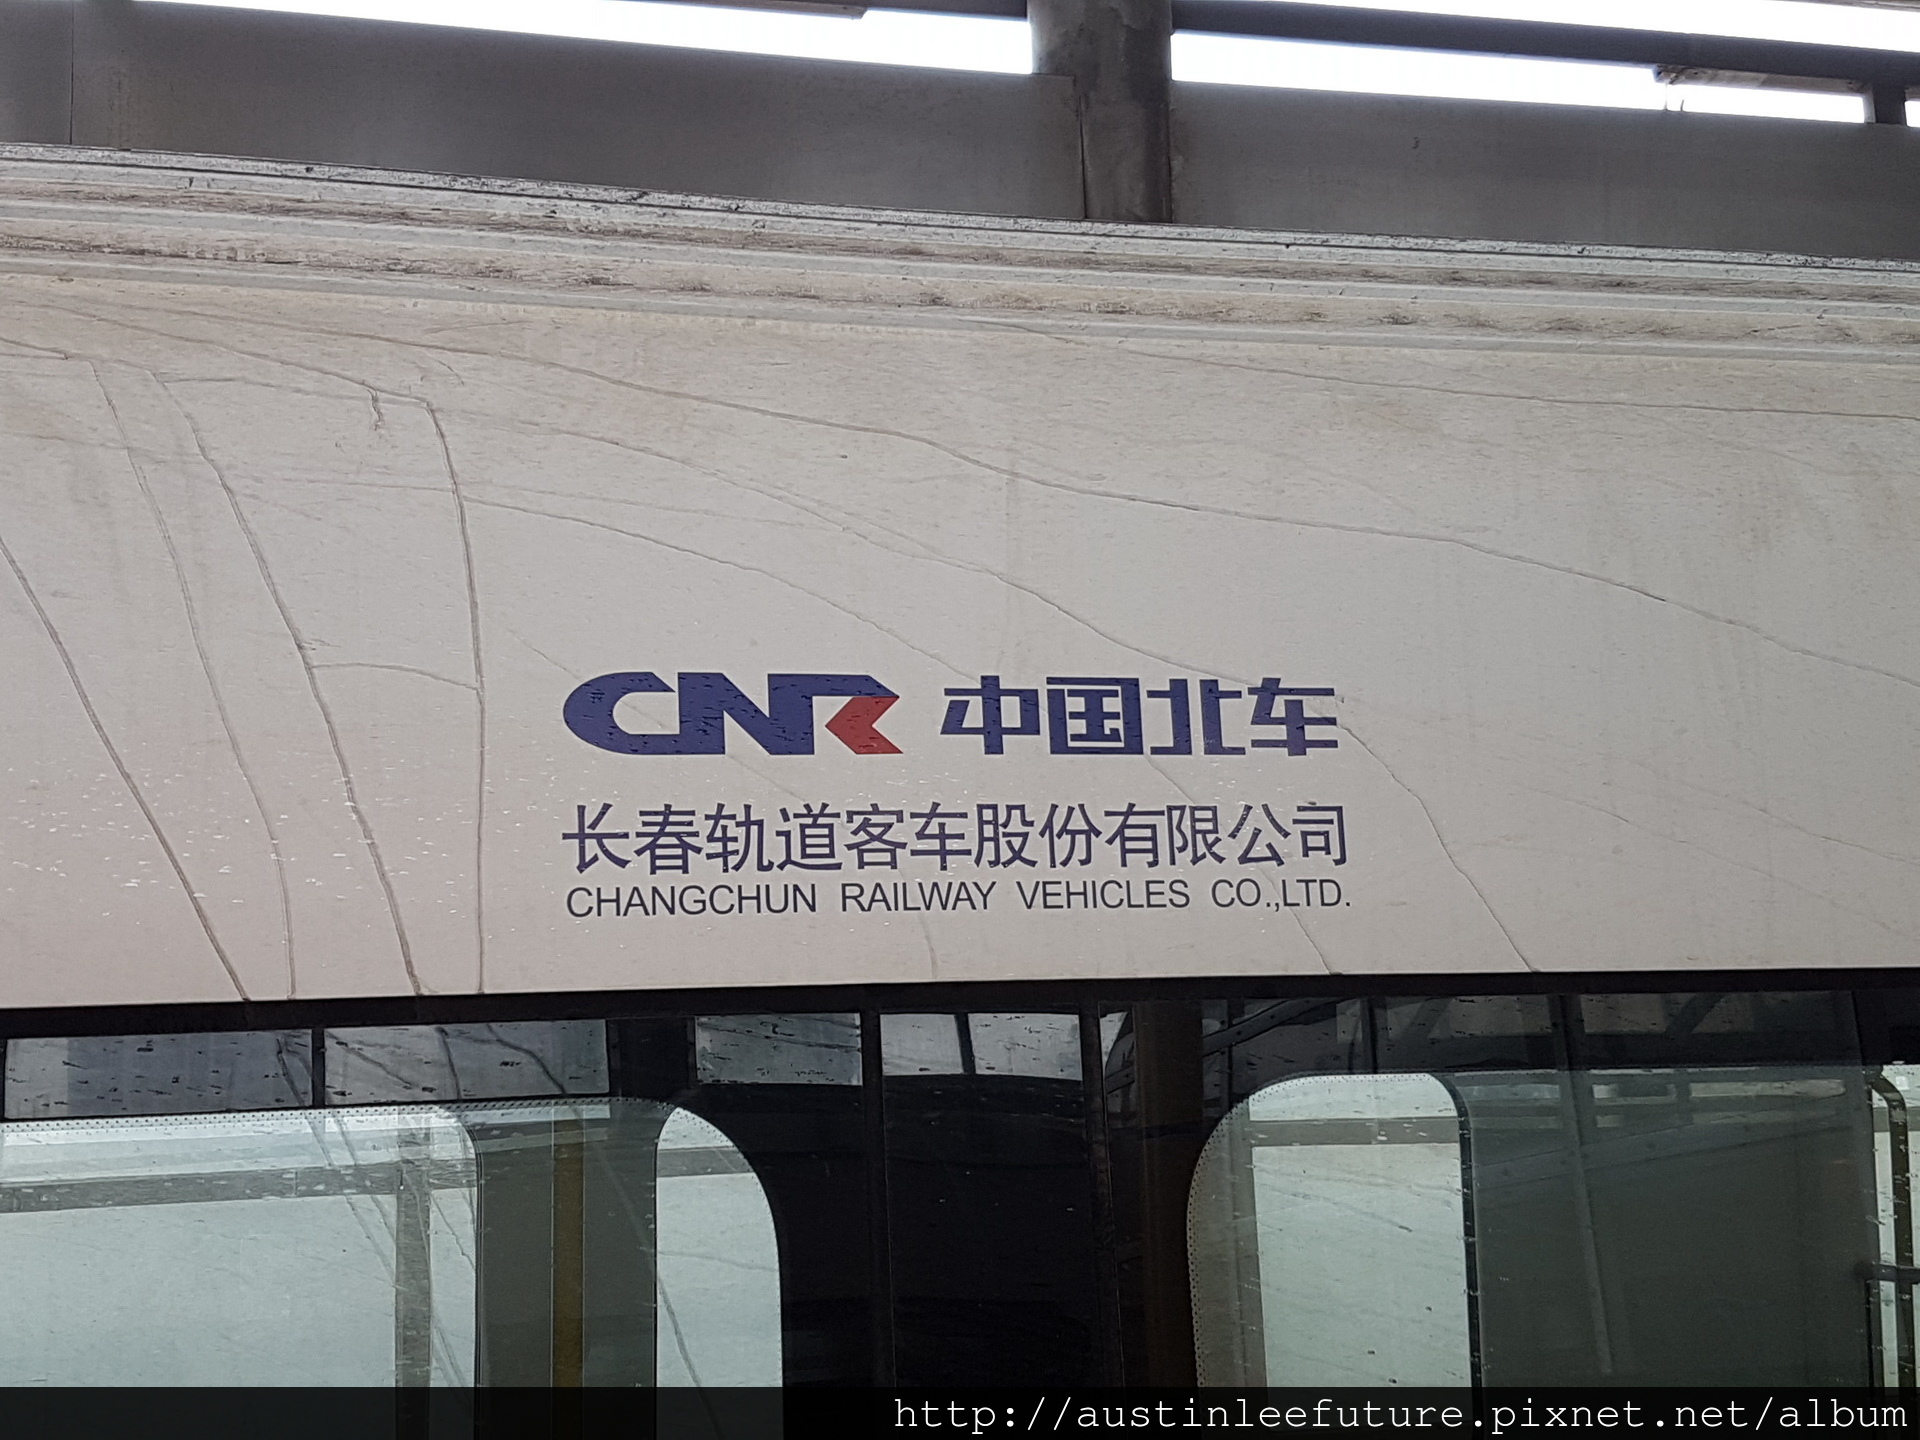 CNR 中国北车
长春轨道客车股份有限公司
CHANGCHUN RAILWAY VEHICLES CO.,LTD.
http://austinleefuture.pixnet.net/album